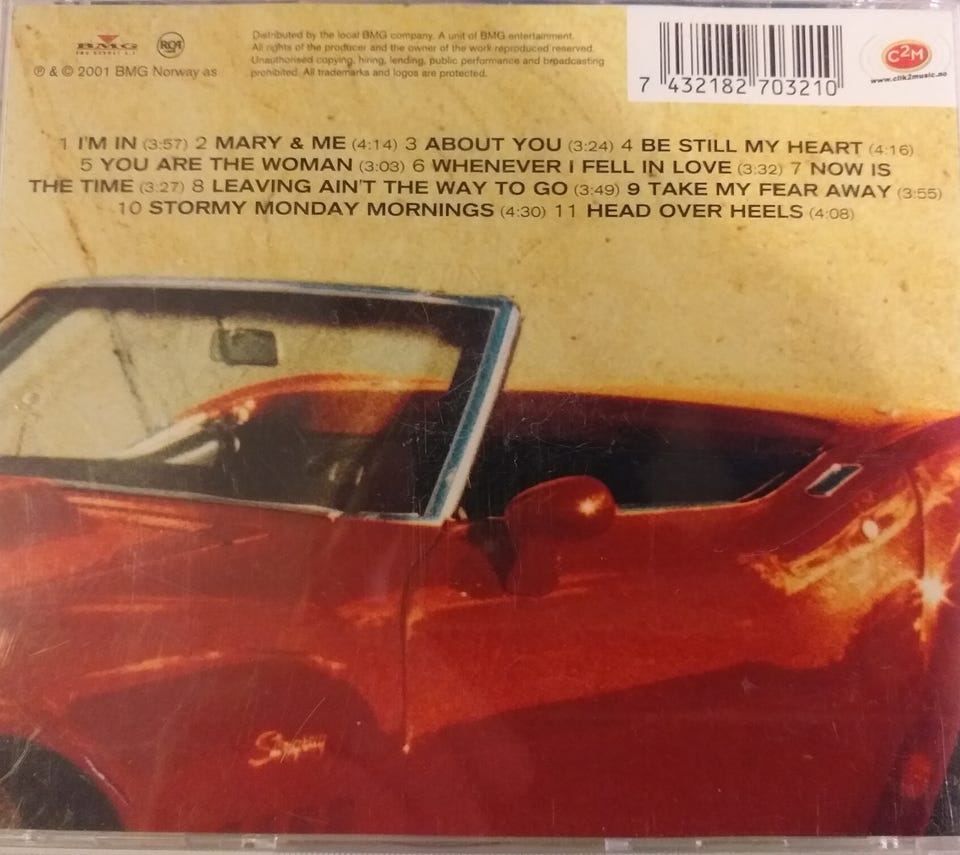 BMG
BMG NORWAY A.S
RCA
℗ & © 2001 BMG Norway as
Distributed by the local BMG company. A unit of BMG entertainment.
All rights of the producer and the owner of the work reproduced reserved.
Unauthorised copying, hiring, lending, public performance and broadcasting
prohibited. All trademarks and logos are protected.
7 432182 703210
C2M
www.clik2music.no
1 I'M IN (3:57) 2 MARY & ME (4:14) 3 ABOUT YOU (3:24) 4 BE STILL MY HEART (4:16)
5 YOU ARE THE WOMAN (3:03) 6 WHENEVER I FELL IN LOVE (3:32) 7 NOW IS
THE TIME (3:27) 8 LEAVING AIN'T THE WAY TO GO (3:49) 9 TAKE MY FEAR AWAY (3:55)
10 STORMY MONDAY MORNINGS (4:30) 11 HEAD OVER HEELS (4:08)
Stingray